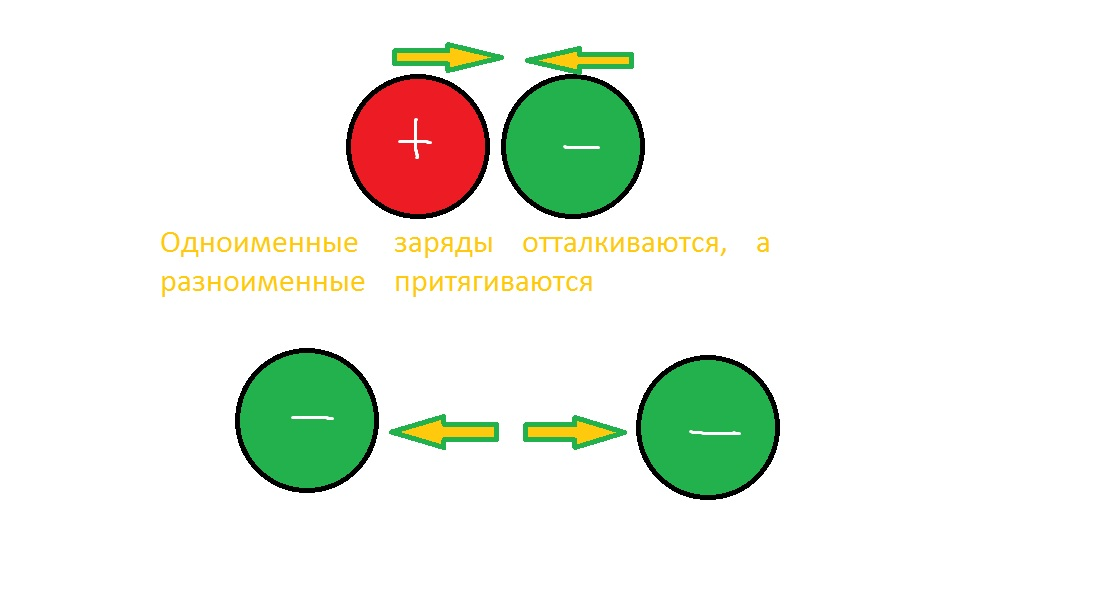 + −
Одноименные заряды отталкиваются, а
разноименные притягиваются
− −